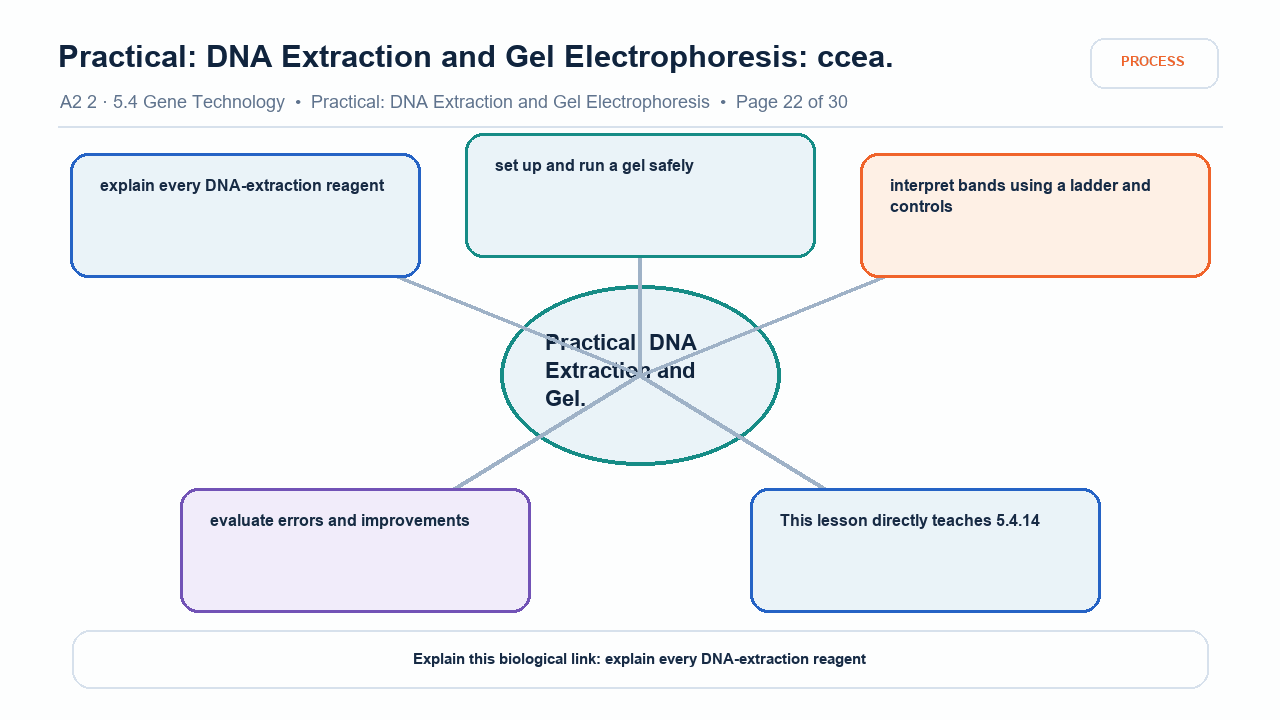 Practical: DNA Extraction and Gel Electrophoresis: ccea.
PROCESS
A2 2 · 5.4 Gene Technology • Practical: DNA Extraction and Gel Electrophoresis • Page 22 of 30
explain every DNA-extraction reagent
set up and run a gel safely
interpret bands using a ladder and
controls
Practical: DNA
Extraction and
Gel.
evaluate errors and improvements
This lesson directly teaches 5.4.14
Explain this biological link: explain every DNA-extraction reagent